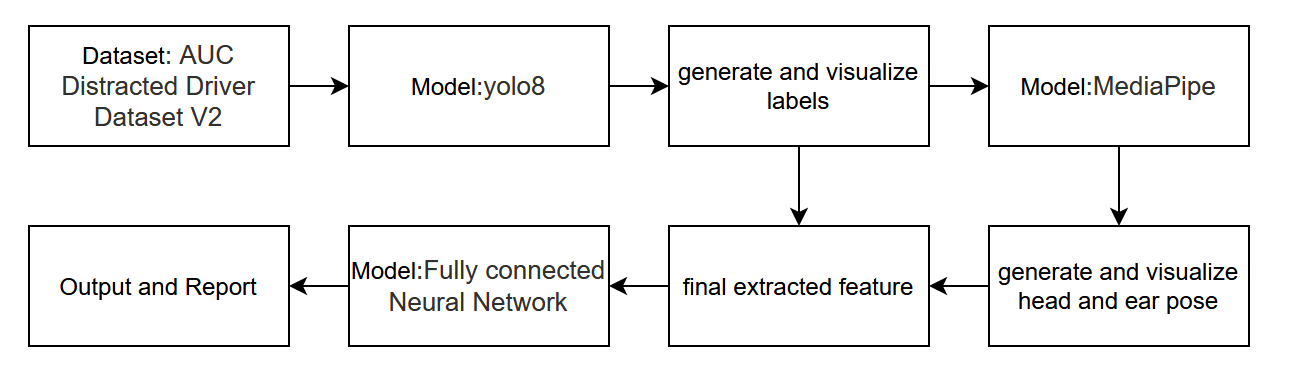 Dataset: AUC
Distracted Driver
Dataset V2
Model:yolo8
generate and visualize
labels
Model:MediaPipe
Output and Report
Model:Fully connected
Neural Network
final extracted feature
generate and visualize
head and ear pose